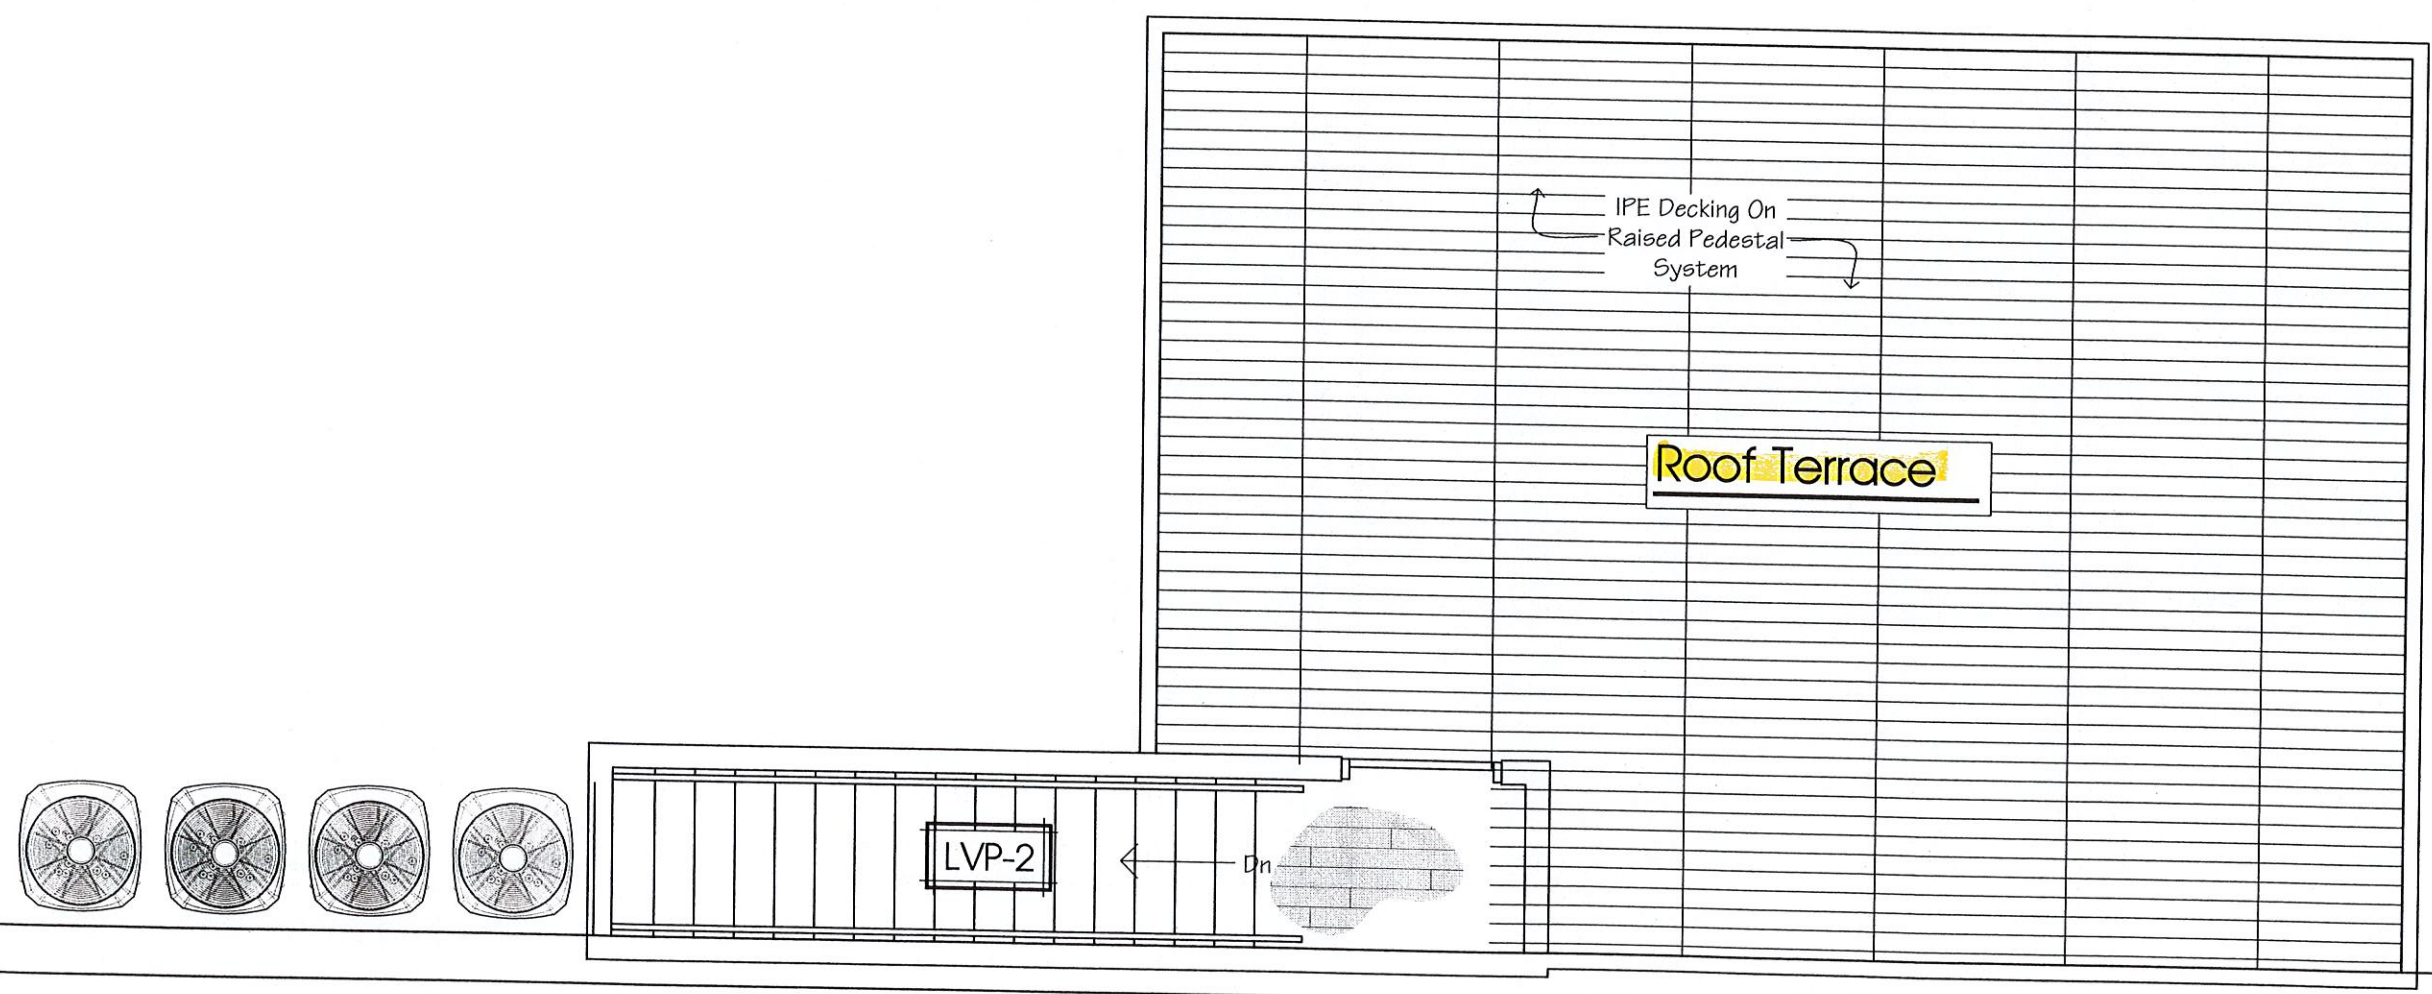 IPE Decking On
Raised Pedestal
System
Roof Terrace
LVP-2
Dn